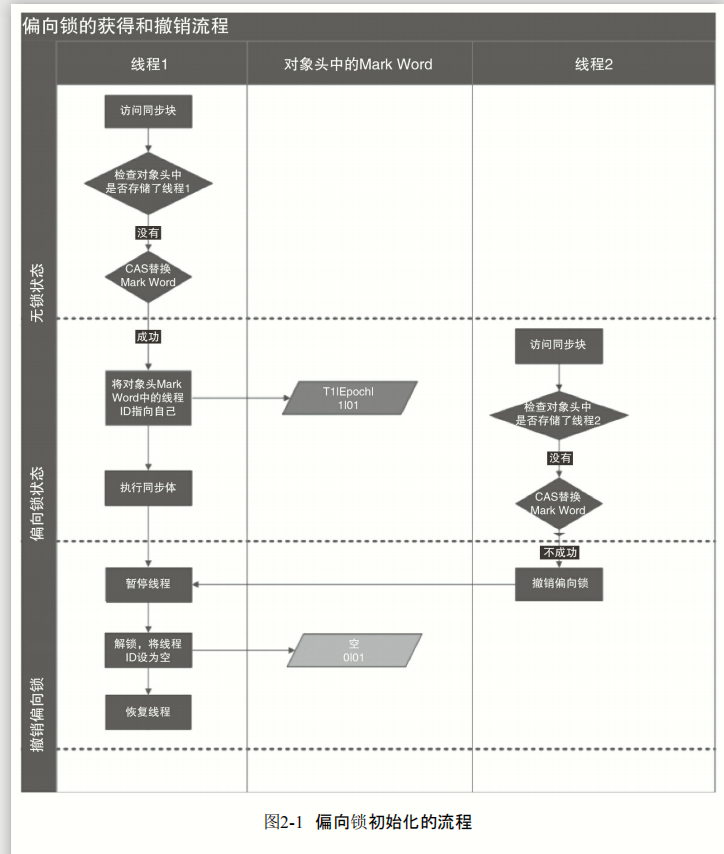 偏向锁的获得和撤销流程
线程1
对象头中的Mark Word
线程2
无锁状态
访问同步块
检查对象头中
是否存储了线程1
没有
CAS替换
Mark Word
偏向锁状态
成功
将对象头Mark
Word中的线程
ID指向自己
T1|Epoch|
1|01
执行同步体
访问同步块
检查对象头中
是否存储了线程2
没有
CAS替换
Mark Word
撤销偏向锁
不成功
撤销偏向锁
暂停线程
解锁，将线程
ID设为空
空
0|01
恢复线程
图2-1 偏向锁初始化的流程